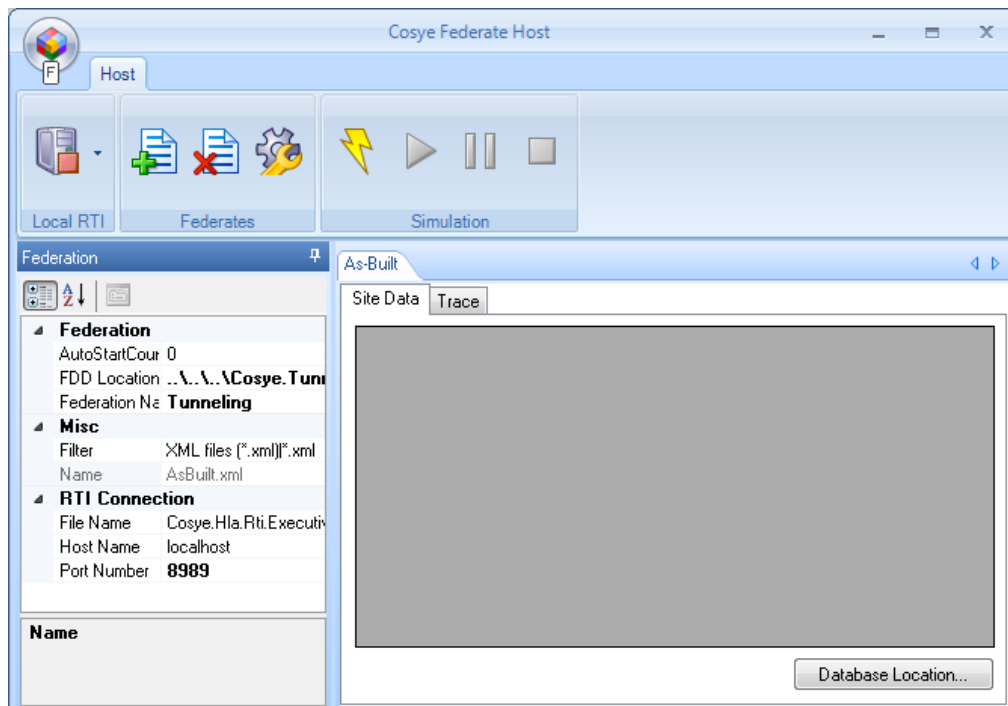 Cosye Federate Host
F
Host
Local RTI
Federates
Simulation
Federation
AZ
Federation
AutoStartCour 0
FDD Location ..\..\..\Cosye.Tun
Federation Na Tunneling
Misc
Filter XML files (*.xml)|*.xml
Name AsBuilt.xml
RTI Connection
File Name Cosye.Hla.Rti.Executiv
Host Name localhost
Port Number 8989
Name
As-Built
Site Data Trace
Database Location...